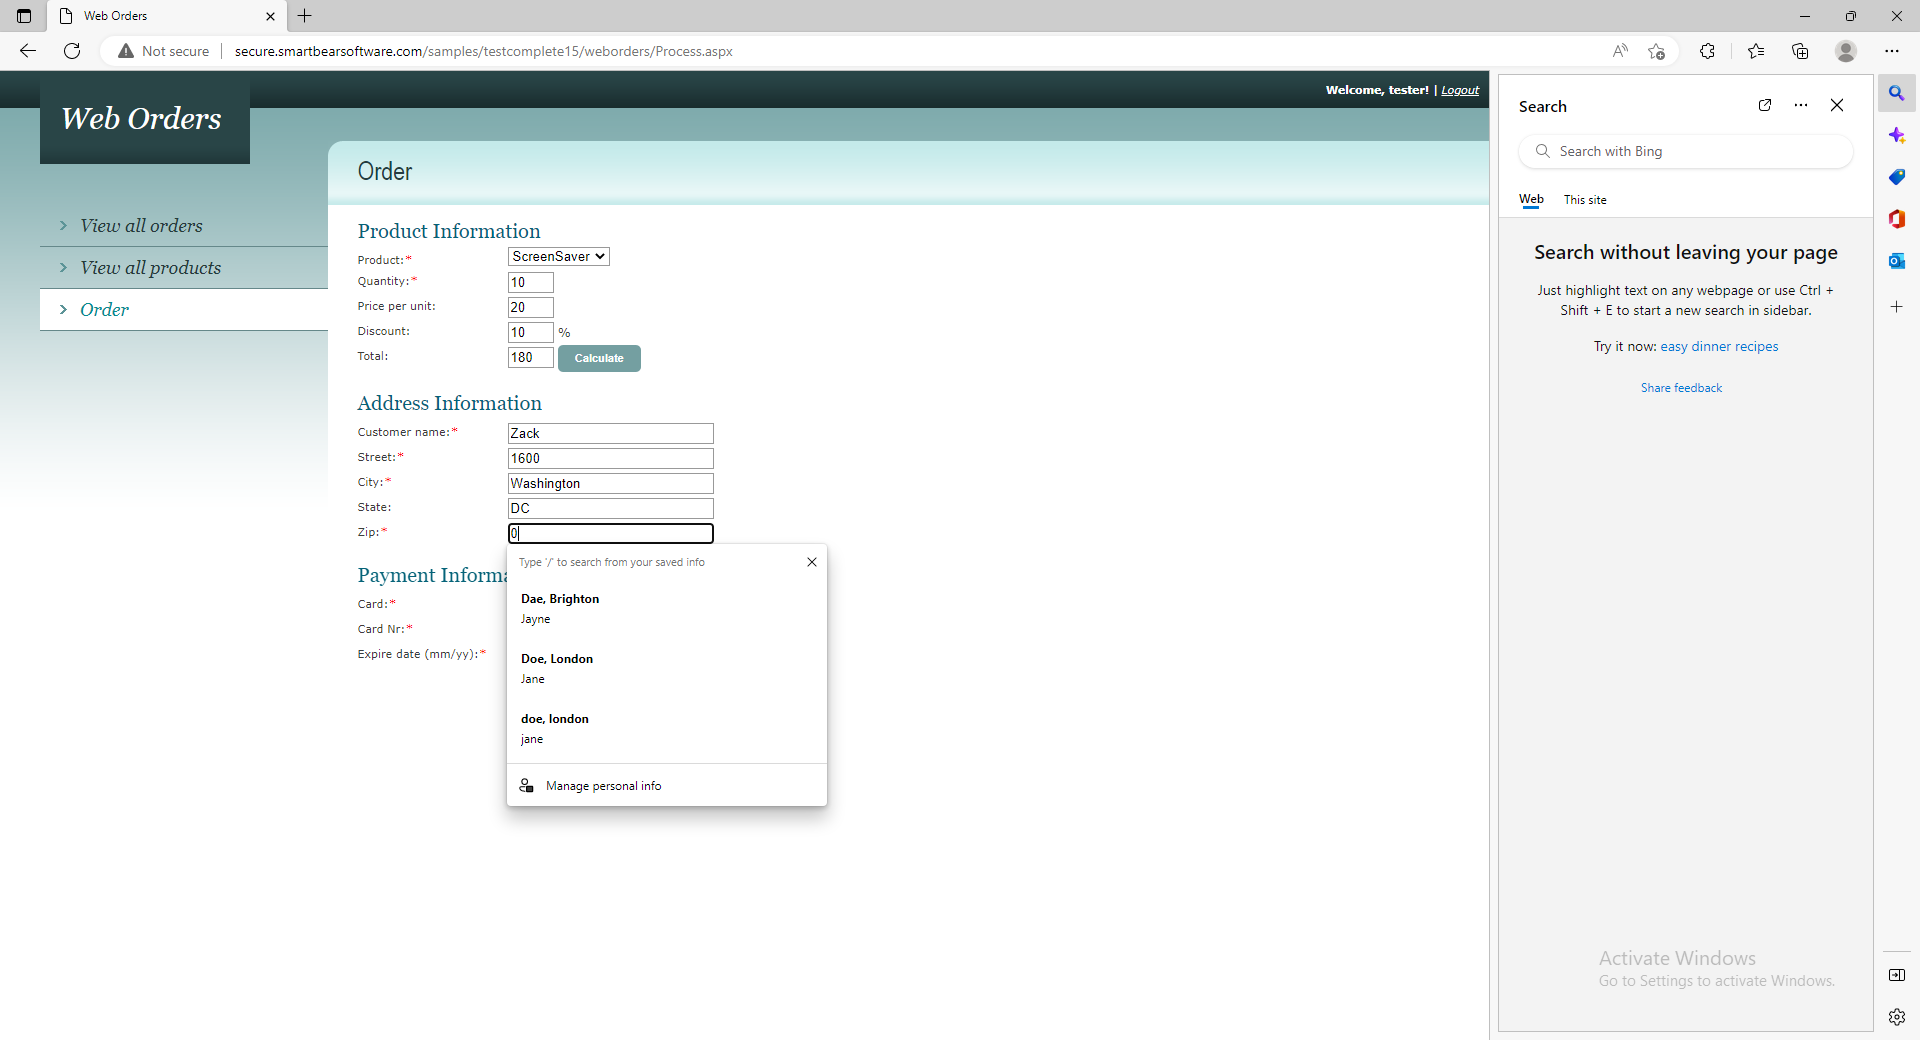 Web Orders
Not secure
secure.smartbearsoftware.com/samples/testcomplete15/weborders/Process.aspx
Welcome, tester! | Logout
Web Orders
View all orders
View all products
Order
Order
Product Information
Product:*
ScreenSaver
Quantity:*
10
Price per unit:
20
Discount:
10
%
Total:
180
Calculate
Address Information
Customer name:*
Zack
Street:*
1600
City:*
Washington
State:
DC
Zip:*
0
Type '/' to search from your saved info
Dae, Brighton
Jayne
Doe, London
Jane
doe, london
jane
Manage personal info
Payment Informa
Card:*
Card Nr:*
Expire date (mm/yy):*
Search
Search with Bing
Web
This site
Search without leaving your page
Just highlight text on any webpage or use Ctrl +
Shift + E to start a new search in sidebar.
Try it now: easy dinner recipes
Share feedback
Activate Windows
Go to Settings to activate Windows.